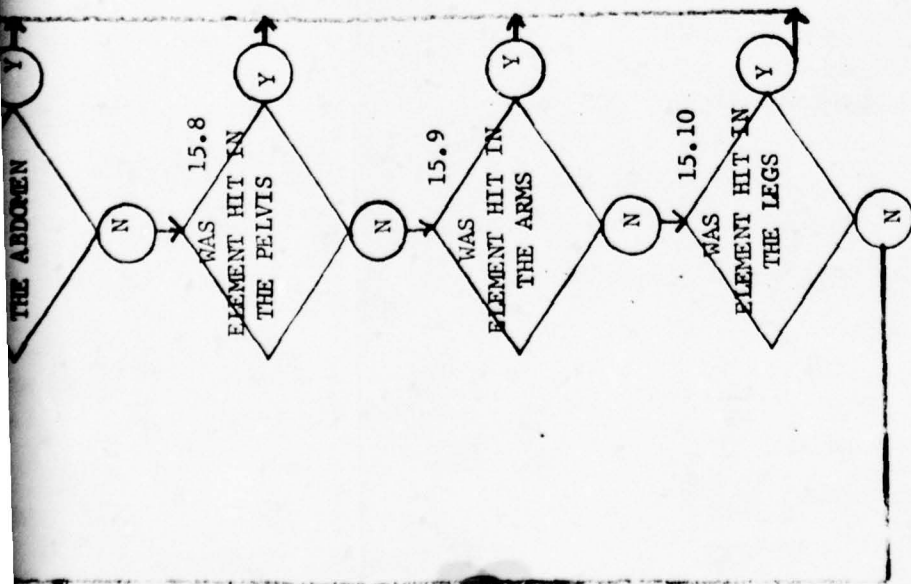 THE ABDOMEN
Y
N
15.8
WAS
ELEMENT HIT IN
THE PELVIS
Y
N
15.9
WAS
ELEMENT HIT IN
THE ARMS
Y
N
15.10
WAS
ELEMENT HIT IN
THE LEGS
Y
N